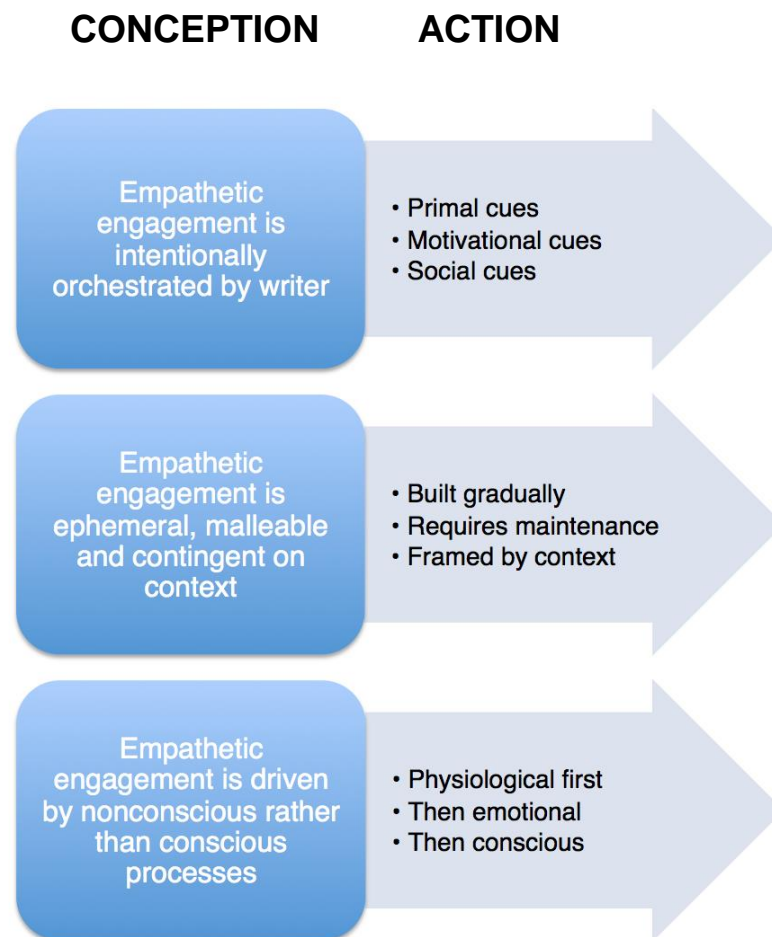 CONCEPTION ACTION
Empathetic
engagement is
intentionally
orchestrated by writer
• Primal cues
• Motivational cues
• Social cues
Empathetic
engagement is
ephemeral, malleable
and contingent on
context
• Built gradually
• Requires maintenance
• Framed by context
Empathetic
engagement is driven
by nonconscious rather
than conscious
processes
• Physiological first
• Then emotional
• Then conscious